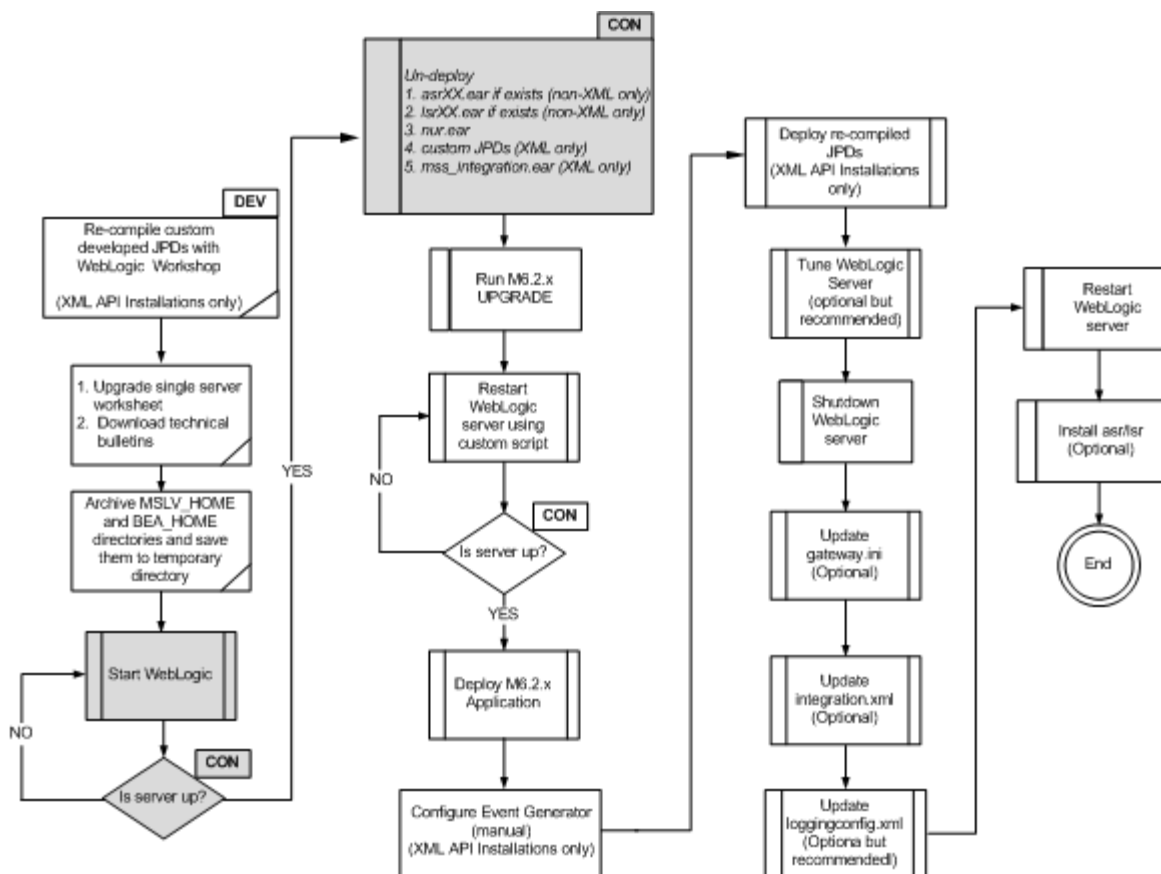 DEV
Re-compile custom
developed JPDs with
WebLogic Workshop
(XML API Installations only)
1. Upgrade single server
worksheet
2. Download technical
bulletins
Archive MSLV_HOME
and BEA_HOME
directories and save
them to temporary
directory
Start WebLogic
NO
CON
Is server up?
YES
CON
Un-deploy
1. asrXX.ear if exists (non-XML only)
2. lsrXX.ear if exists (non-XML only)
3. nur.ear
4. custom JPDs (XML only)
5. mss_integration.ear (XML only)
Run M6.2.x
UPGRADE
Restart
WebLogic
server using
custom script
NO
CON
Is server up?
YES
Deploy M6.2.x
Application
Configure Event Generator
(manual)
(XML API Installations only)
Deploy re-compiled
JPDs
(XML API Installations
only)
Tune WebLogic
Server
(optional but
recommended)
Shutdown
WebLogic
server
Update
gateway.ini
(Optional)
Update
integration.xml
(Optional)
Update
loggingconfig.xml
(Optiona but
recommendedl)
Restart
WebLogic
server
Install asr/lsr
(Optional)
End